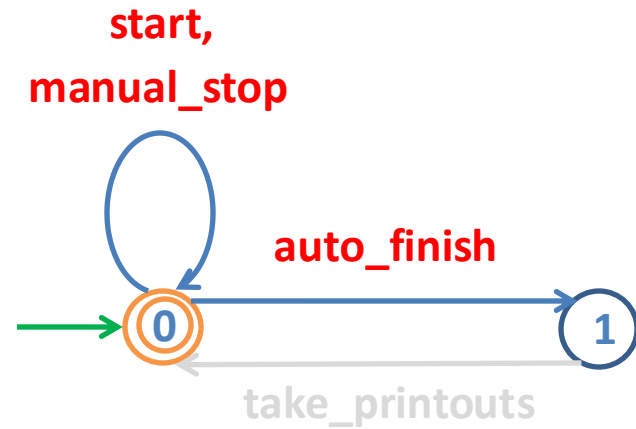 start,
manual_stop
auto_finish
0
1
take_printouts